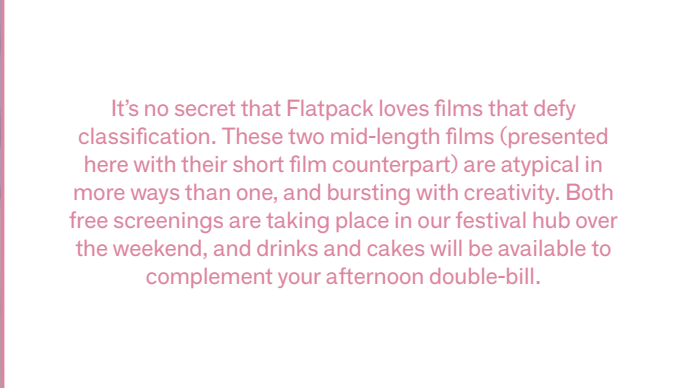 It’s no secret that Flatpack loves films that defy
classification. These two mid-length films (presented
here with their short film counterpart) are atypical in
more ways than one, and bursting with creativity. Both
free screenings are taking place in our festival hub over
the weekend, and drinks and cakes will be available to
complement your afternoon double-bill.